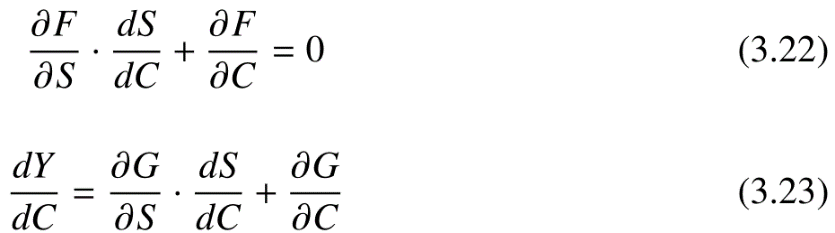 ∂F/∂S · dS/dC + ∂F/∂C = 0 (3.22)
dY/dC = ∂G/∂S · dS/dC + ∂G/∂C (3.23)